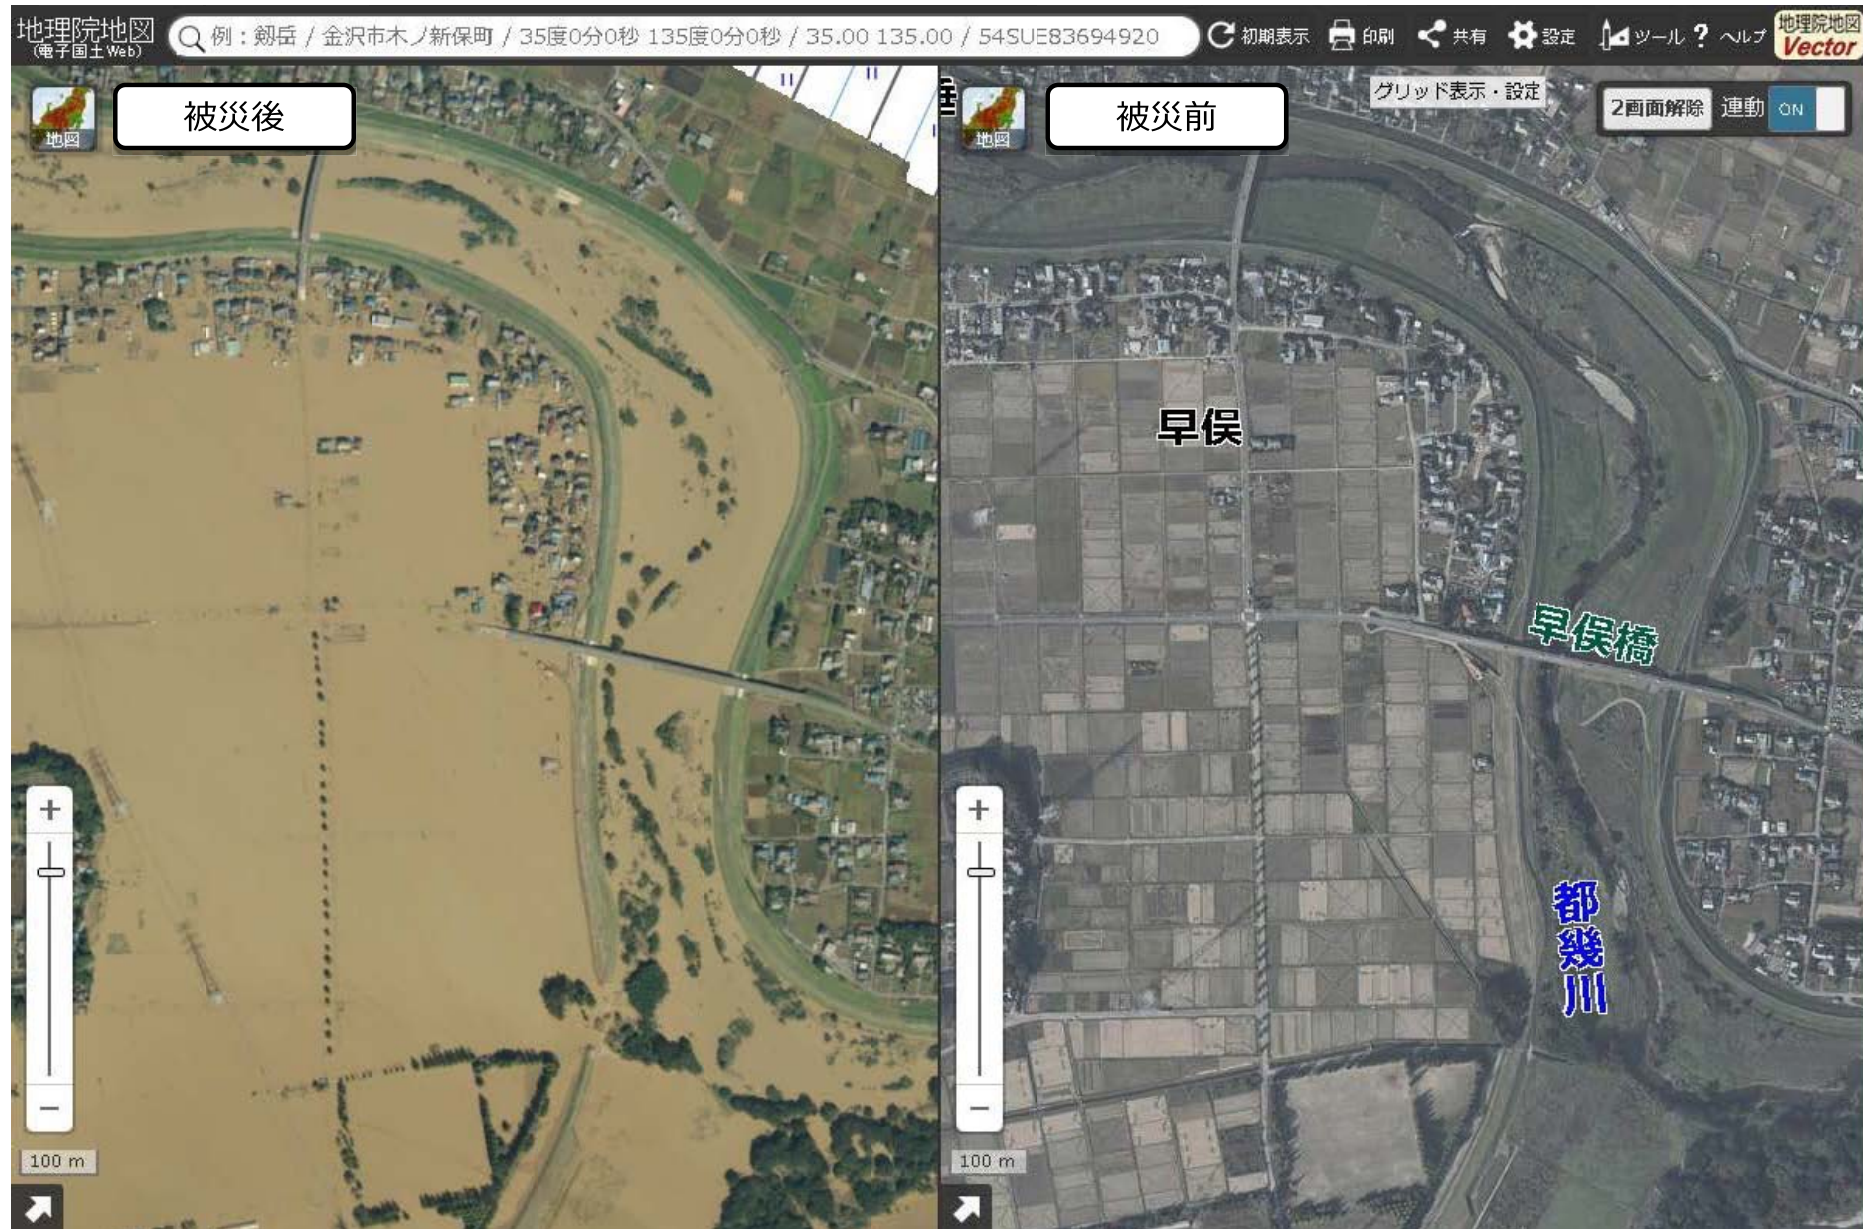 地理院地図
(電子国土Web)
例：剱岳 / 金沢市木ノ新保町 / 35度0分0秒 135度0分0秒 / 35.00 135.00 / 54SUE83694920
初期表示
印刷
共有
設定
ツール
? ヘルプ
地理院地図
Vector
地図
被災後
地図
被災前
グリッド表示・設定
2画面解除 連動 ON
早俣
早俣橋
都幾川
+
−
100 m
+
−
100 m